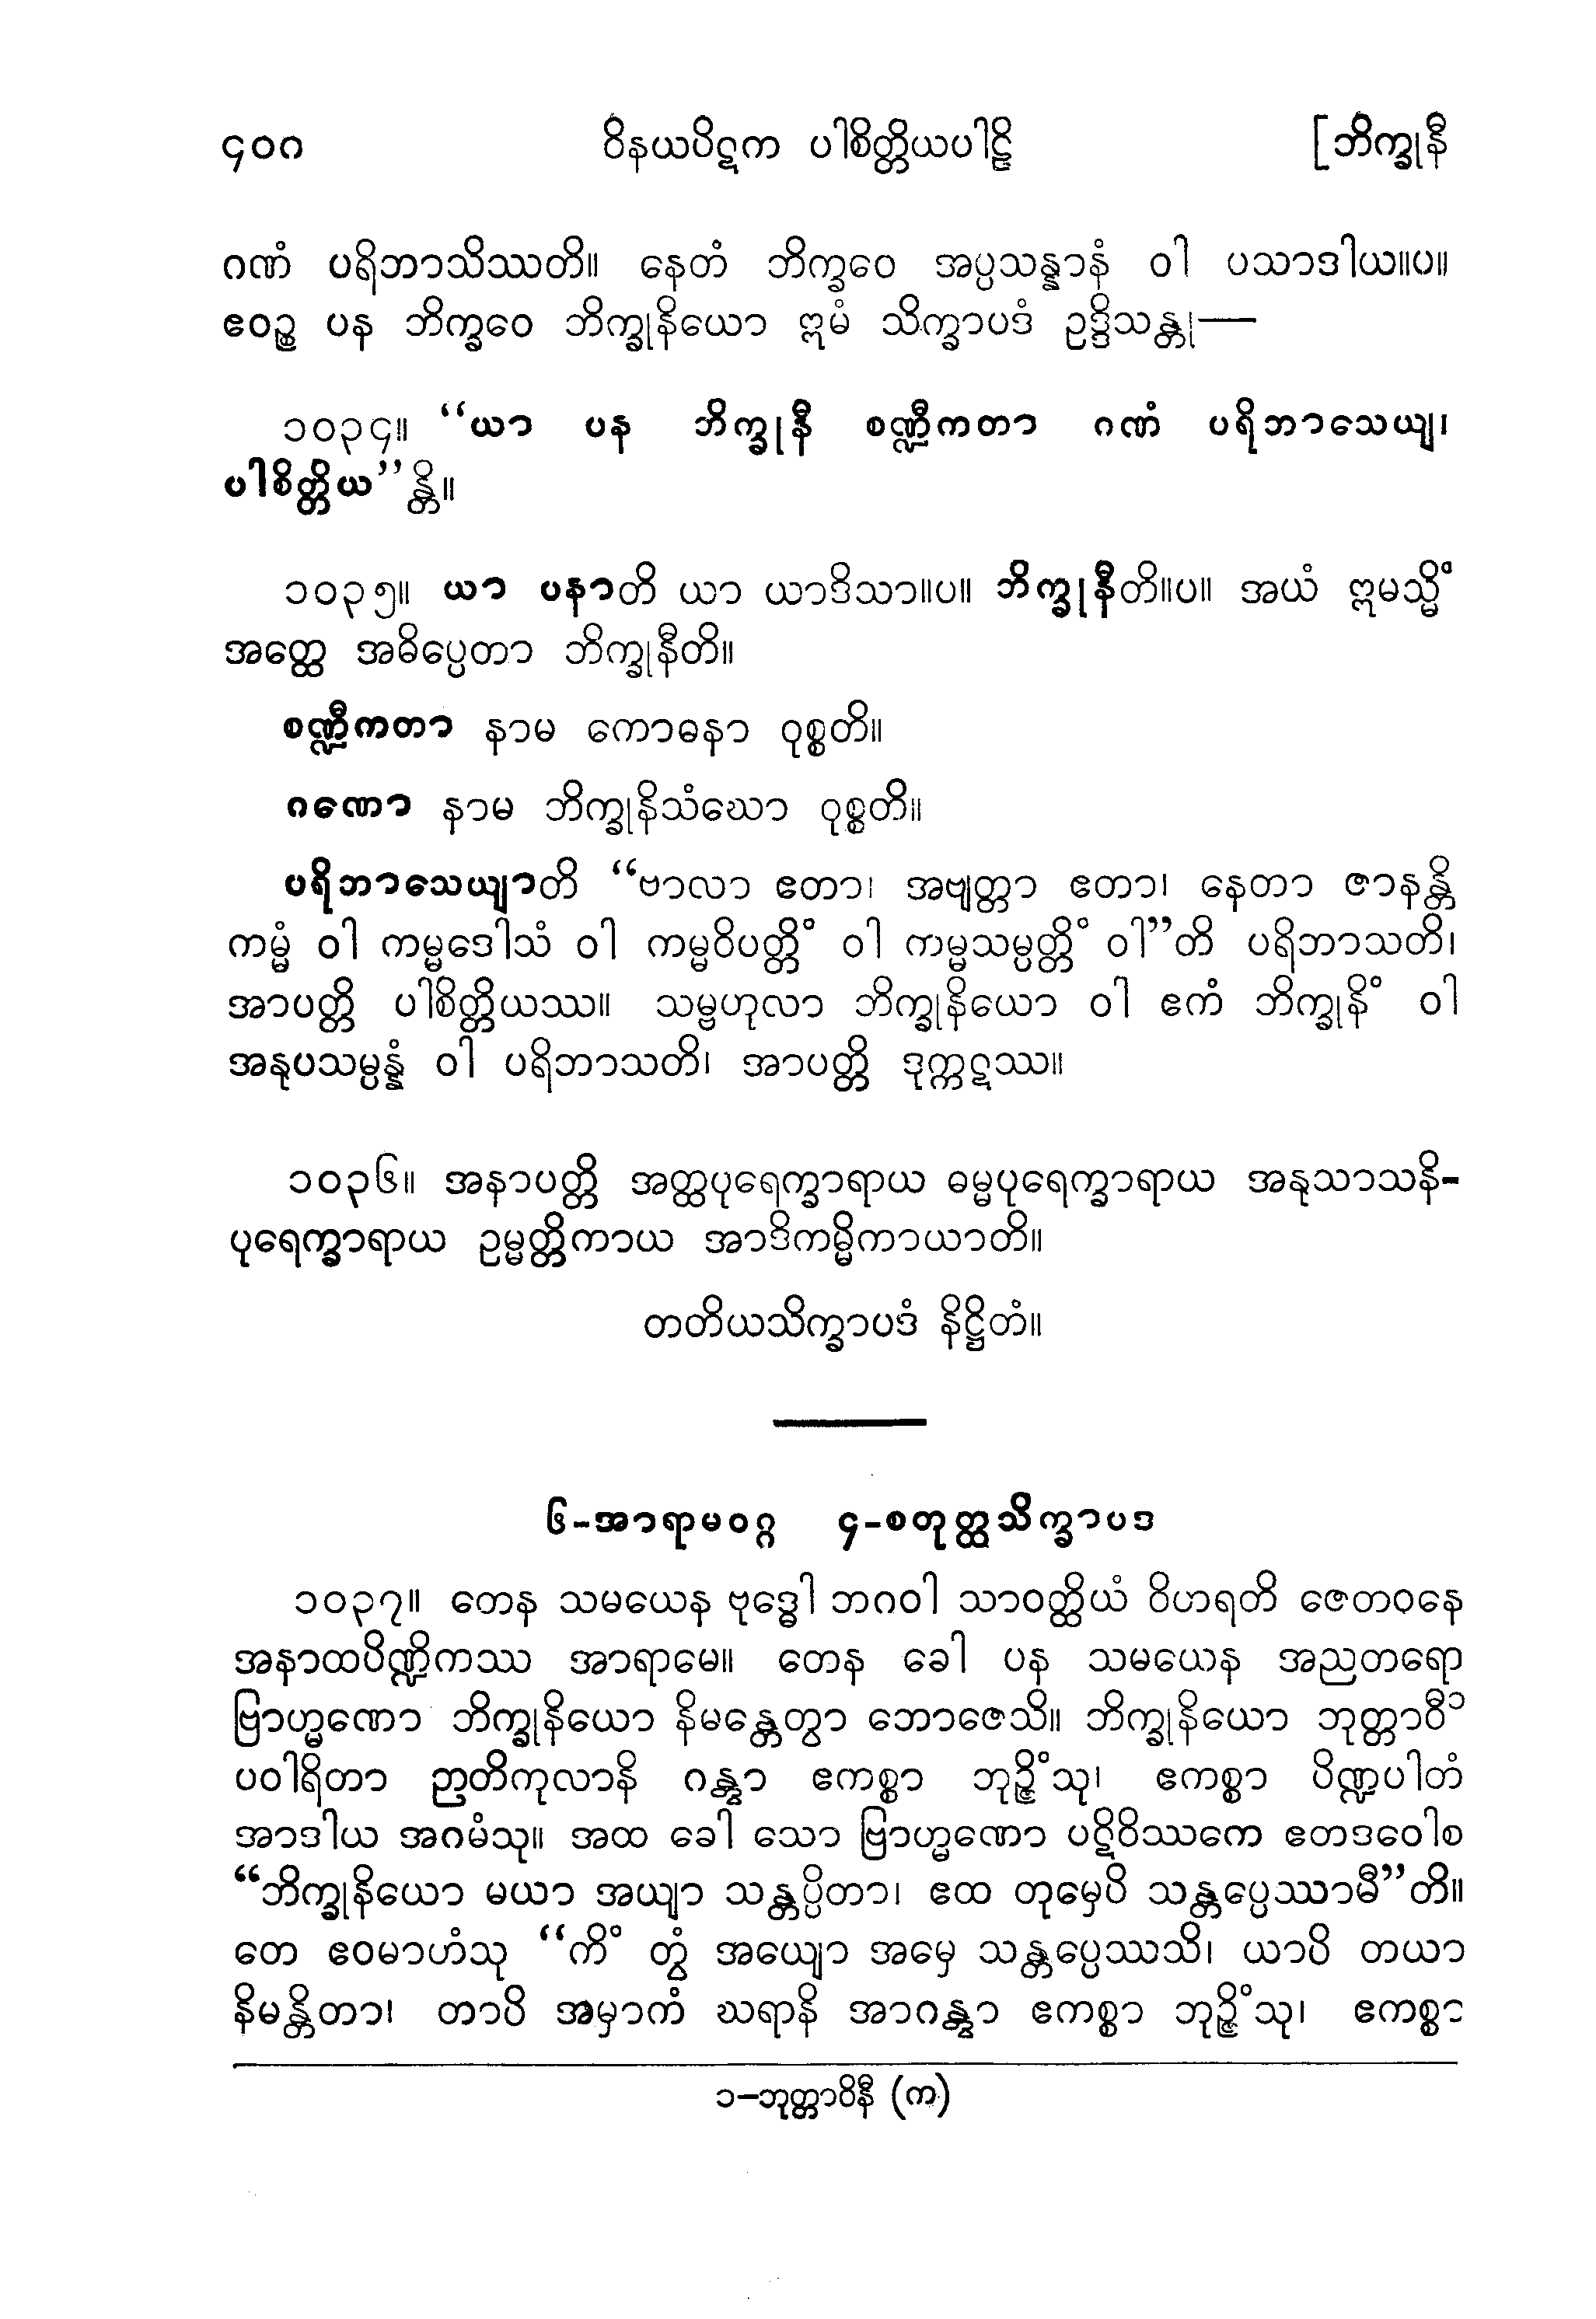 ၄၀၈ ဝိနယပိဋက ပါစိတ္တိယပါဠိ [ဘိက္ခုနီ
ဂဏံ ပရိဘာသိဿတိ။ နေတံ ဘိက္ခဝေ အပ္ပသန္နာနံ ဝါ ပသာဒါယ။ပ။
ဧဝဉ္စ ပန ဘိက္ခဝေ ဘိက္ခုနိယော ဣမံ သိက္ခာပဒံ ဥဒ္ဒိသန္တု—
၁၀၃၄။ “ယာ ပန ဘိက္ခုနီ စဏ္ဍီကတာ ဂဏံ ပရိဘာသေယျ၊
ပါစိတ္တိယ”န္တိ။
၁၀၃၅။ ယာ ပနာတိ ယာ ယာဒိသာ။ပ။ ဘိက္ခုနီတိ။ပ။ အယံ ဣမသ္မိံ
အတ္ထေ အဓိပ္ပေတာ ဘိက္ခုနီတိ။
စဏ္ဍီကတာ နာမ ကောဓနာ ဝုစ္စတိ။
ဂဏော နာမ ဘိက္ခုနိသံဃော ဝုစ္စတိ။
ပရိဘာသေယျာတိ “ဗာလာ ဧတာ၊ အဗျတ္တာ ဧတာ၊ နေတာ ဇာနန္တိ
ကမ္မံ ဝါ ကမ္မဒေါသံ ဝါ ကမ္မဝိပတ္တိံ ဝါ ကမ္မသမ္ပတ္တိံ ဝါ”တိ ပရိဘာသတိ၊
အာပတ္တိ ပါစိတ္တိယဿ။ သမ္ဗဟုလာ ဘိက္ခုနိယော ဝါ ဧကံ ဘိက္ခုနိံ ဝါ
အနုပသမ္ပန္နံ ဝါ ပရိဘာသတိ၊ အာပတ္တိ ဒုက္ကဋဿ။
၁၀၃၆။ အနာပတ္တိ အတ္ထပုရေက္ခာရာယ ဓမ္မပုရေက္ခာရာယ အနုသာသနိ-
ပုရေက္ခာရာယ ဥမ္မတ္တိကာယ အာဒိကမ္မိကာယာတိ။
တတိယသိက္ခာပဒံ နိဋ္ဌိတံ။
၆-အာရာမဝဂ္ဂ ၄-စတုတ္ထသိက္ခာပဒ
၁၀၃၇။ တေန သမယေန ဗုဒ္ဓေါ ဘဂဝါ သာဝတ္ထိယံ ဝိဟရတိ ဇေတဝနေ
အနာထပိဏ္ဍိကဿ အာရာမေ။ တေန ခေါ ပန သမယေန အညတရော
ဗြာဟ္မဏော ဘိက္ခုနိယော နိမန္တေတွာ ဘောဇေသိ။ ဘိက္ခုနိယော ဘုတ္တာဝီ၁
ပဝါရိတာ ဉာတိကုလာနိ ဂန္တွာ ဧကစ္စာ ဘုဉ္ဇိံသု၊ ဧကစ္စာ ပိဏ္ဍပါတံ
အာဒါယ အဂမံသု။ အထ ခေါ သော ဗြာဟ္မဏော ပဋိဝိဿကေ ဧတဒဝေါစ
“ဘိက္ခုနိယော မယာ အယျာ သန္တပ္ပိတာ၊ ဧထ တုမှေပိ သန္တပ္ပေဿာမီ”တိ။
တေ ဧဝမာဟံသု “ကိံ တွံ အယျော အမှေ သန္တပ္ပေဿသိ၊ ယာပိ တယာ
နိမန္တိတာ၊ တာပိ အမှာကံ ဃရာနိ အာဂန္တွာ ဧကစ္စာ ဘုဉ္ဇိံသု၊ ဧကစ္စာ
၁-ဘုတ္တာဝိနီ (က)